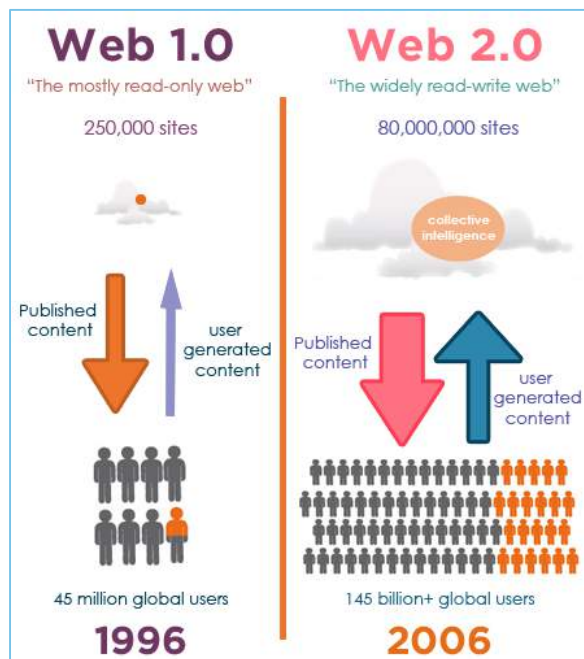 Web 1.0
“The mostly read-only web”
250,000 sites
Published
content
user
generated
content
45 million global users
1996
Web 2.0
“The widely read-write web”
80,000,000 sites
collective
intelligence
Published
content
user
generated
content
145 billion+ global users
2006